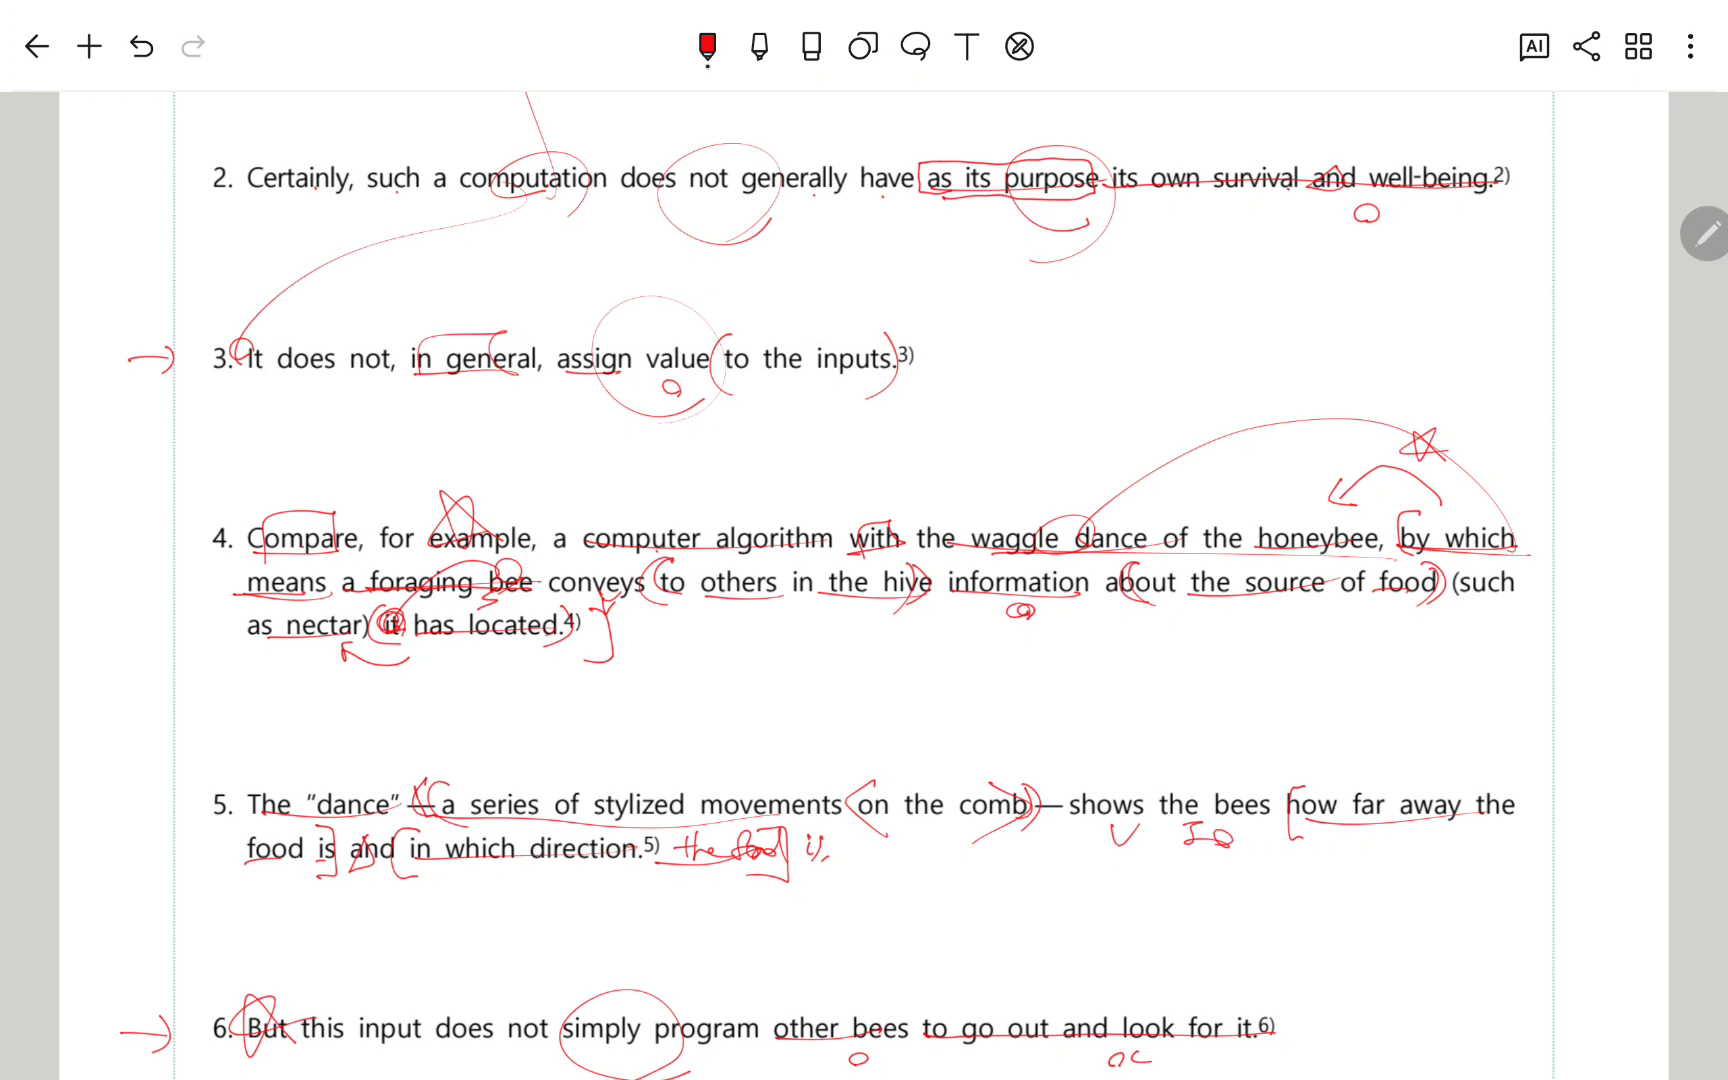 AI
2. Certainly, such a computation does not generally have as its purpose its own survival and well-being.2)
3. It does not, in general, assign value to the inputs.3)
4. Compare, for example, a computer algorithm with the waggle dance of the honeybee, by which
means a foraging bee conveys to others in the hive information about the source of food (such
as nectar) it has located.4)
5. The "dance" — a series of stylized movements on the comb — shows the bees how far away the
food is and in which direction.5) the food is
V IO
6. But this input does not simply program other bees to go out and look for it.6)
O OC